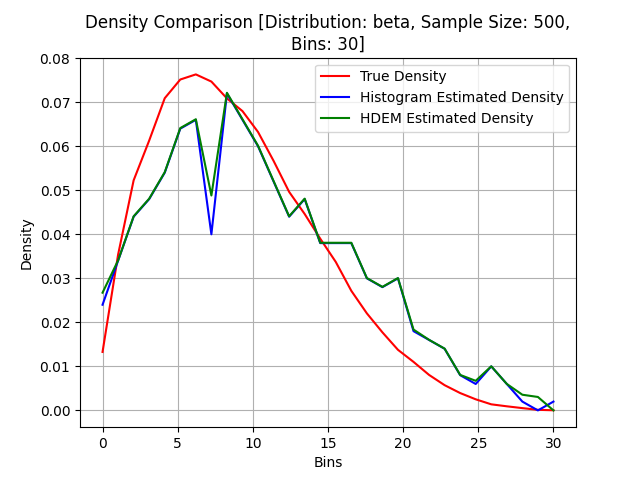 Density Comparison [Distribution: beta, Sample Size: 500,
Bins: 30]
True Density
Histogram Estimated Density
HDEM Estimated Density
Density
0.08
0.07
0.06
0.05
0.04
0.03
0.02
0.01
0.00
0 5 10 15 20 25 30
Bins